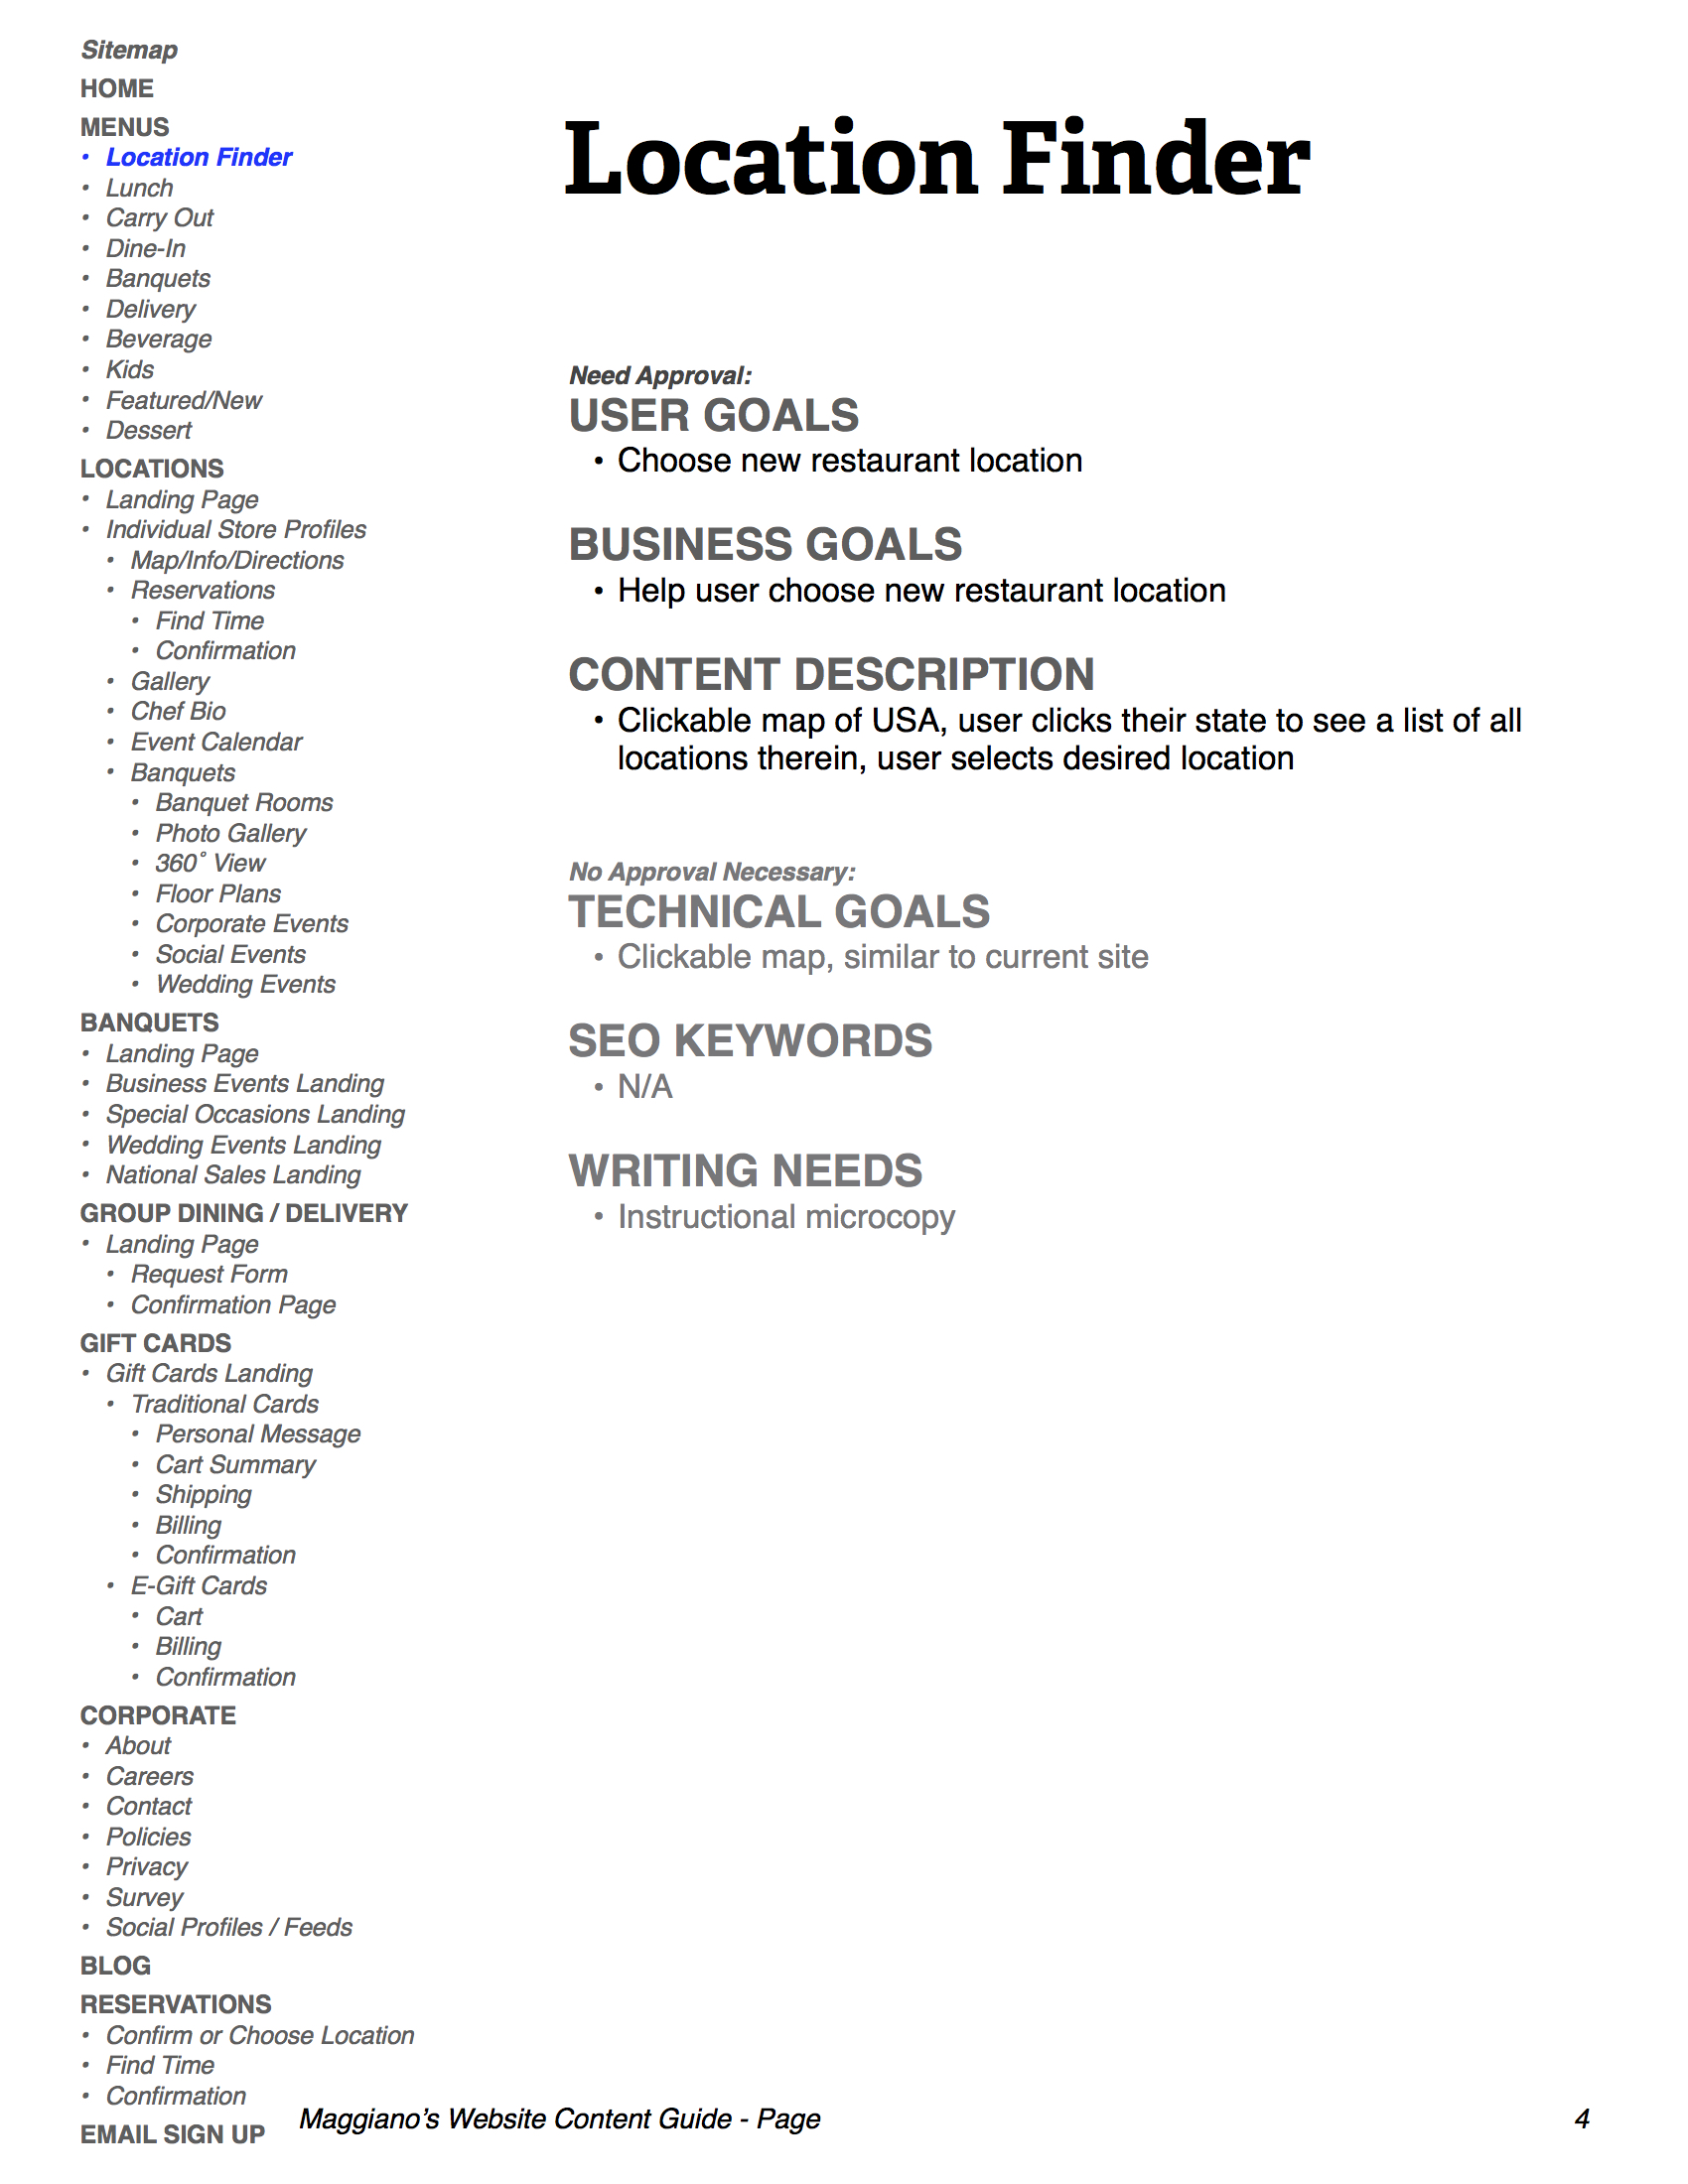 Sitemap
HOME
MENUS
• Location Finder
• Lunch
• Carry Out
• Dine-In
• Banquets
• Delivery
• Beverage
• Kids
• Featured/New
• Dessert
LOCATIONS
• Landing Page
• Individual Store Profiles
• Map/Info/Directions
• Reservations
• Find Time
• Confirmation
• Gallery
• Chef Bio
• Event Calendar
• Banquets
• Banquet Rooms
• Photo Gallery
• 360˚ View
• Floor Plans
• Corporate Events
• Social Events
• Wedding Events
BANQUETS
• Landing Page
• Business Events Landing
• Special Occasions Landing
• Wedding Events Landing
• National Sales Landing
GROUP DINING / DELIVERY
• Landing Page
• Request Form
• Confirmation Page
GIFT CARDS
• Gift Cards Landing
• Traditional Cards
• Personal Message
• Cart Summary
• Shipping
• Billing
• Confirmation
• E-Gift Cards
• Cart
• Billing
• Confirmation
CORPORATE
• About
• Careers
• Contact
• Policies
• Privacy
• Survey
• Social Profiles / Feeds
BLOG
RESERVATIONS
• Confirm or Choose Location
• Find Time
• Confirmation
EMAIL SIGN UP
Location Finder
Need Approval:
USER GOALS
• Choose new restaurant location
BUSINESS GOALS
• Help user choose new restaurant location
CONTENT DESCRIPTION
• Clickable map of USA, user clicks their state to see a list of all
locations therein, user selects desired location
No Approval Necessary:
TECHNICAL GOALS
• Clickable map, similar to current site
SEO KEYWORDS
• N/A
WRITING NEEDS
• Instructional microcopy
Maggiano’s Website Content Guide - Page 4